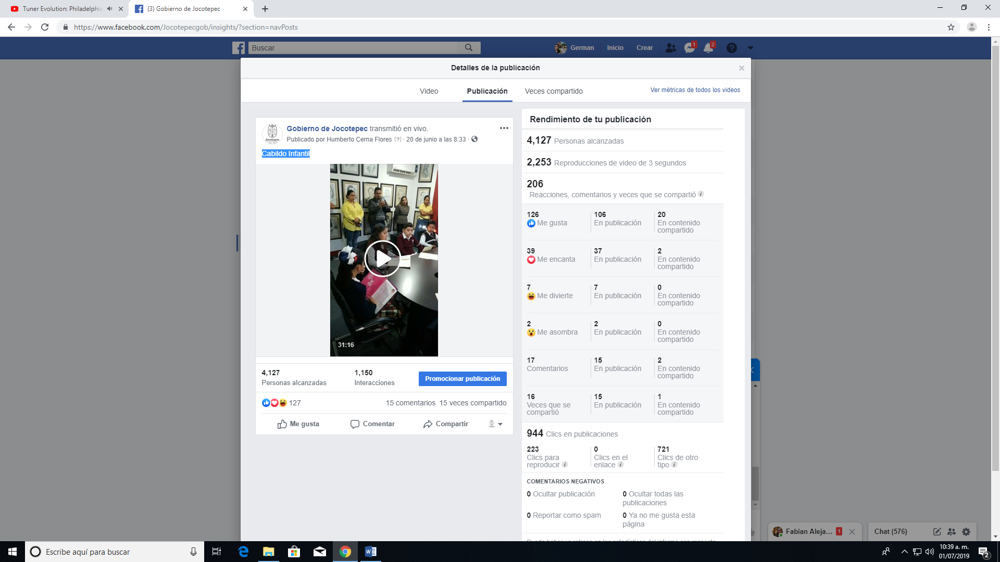 Tuner Evolution: Philadelphia
(3) Gobierno de Jocotepec
https://www.facebook.com/Jocotepecgob/insights/?section=navPosts
Buscar
German
Inicio
Crear
1
2
Detalles de la publicación
Video
Publicación
Veces compartido
Ver métricas de todos los videos
Gobierno de Jocotepec transmitió en vivo.
Publicado por Humberto Cerna Flores [?] · 20 de junio a las 8:33 ·
Cabildo Infantil
Jocotepec
31:16
4,127
Personas alcanzadas
1,150
Interacciones
Promocionar publicación
127
15 comentarios 15 veces compartido
Me gusta
Comentar
Compartir
Rendimiento de tu publicación
4,127 Personas alcanzadas
2,253 Reproducciones de video de 3 segundos
206
Reacciones, comentarios y veces que se compartió
126
Me gusta
106
En publicación
20
En contenido
compartido
39
Me encanta
37
En publicación
2
En contenido
compartido
7
Me divierte
7
En publicación
0
En contenido
compartido
2
Me asombra
2
En publicación
0
En contenido
compartido
17
Comentarios
15
En publicación
2
En contenido
compartido
16
Veces que se
compartió
15
En publicación
1
En contenido
compartido
944 Clics en publicaciones
223
Clics para
reproducir
0
Clics en el
enlace
721
Clics de otro
tipo
COMENTARIOS NEGATIVOS
0 Ocultar publicación
0 Ocultar todas las
publicaciones
0 Reportar como spam
0 Ya no me gusta esta
página
Fabian Aleja... 1
Chat (576)
Escribe aquí para buscar
10:39 a. m.
01/07/2019
2